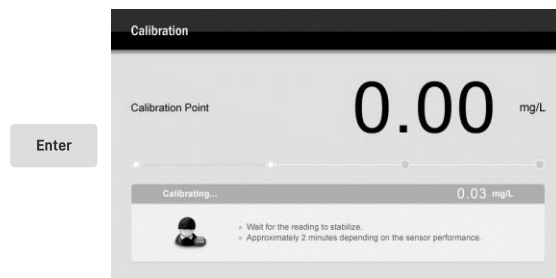 Calibration
Calibration Point 0.00 mg/L
Enter
Calibrating... 0.03 mg/L
Wait for the reading to stabilize.
Approximately 2 minutes depending on the sensor performance.